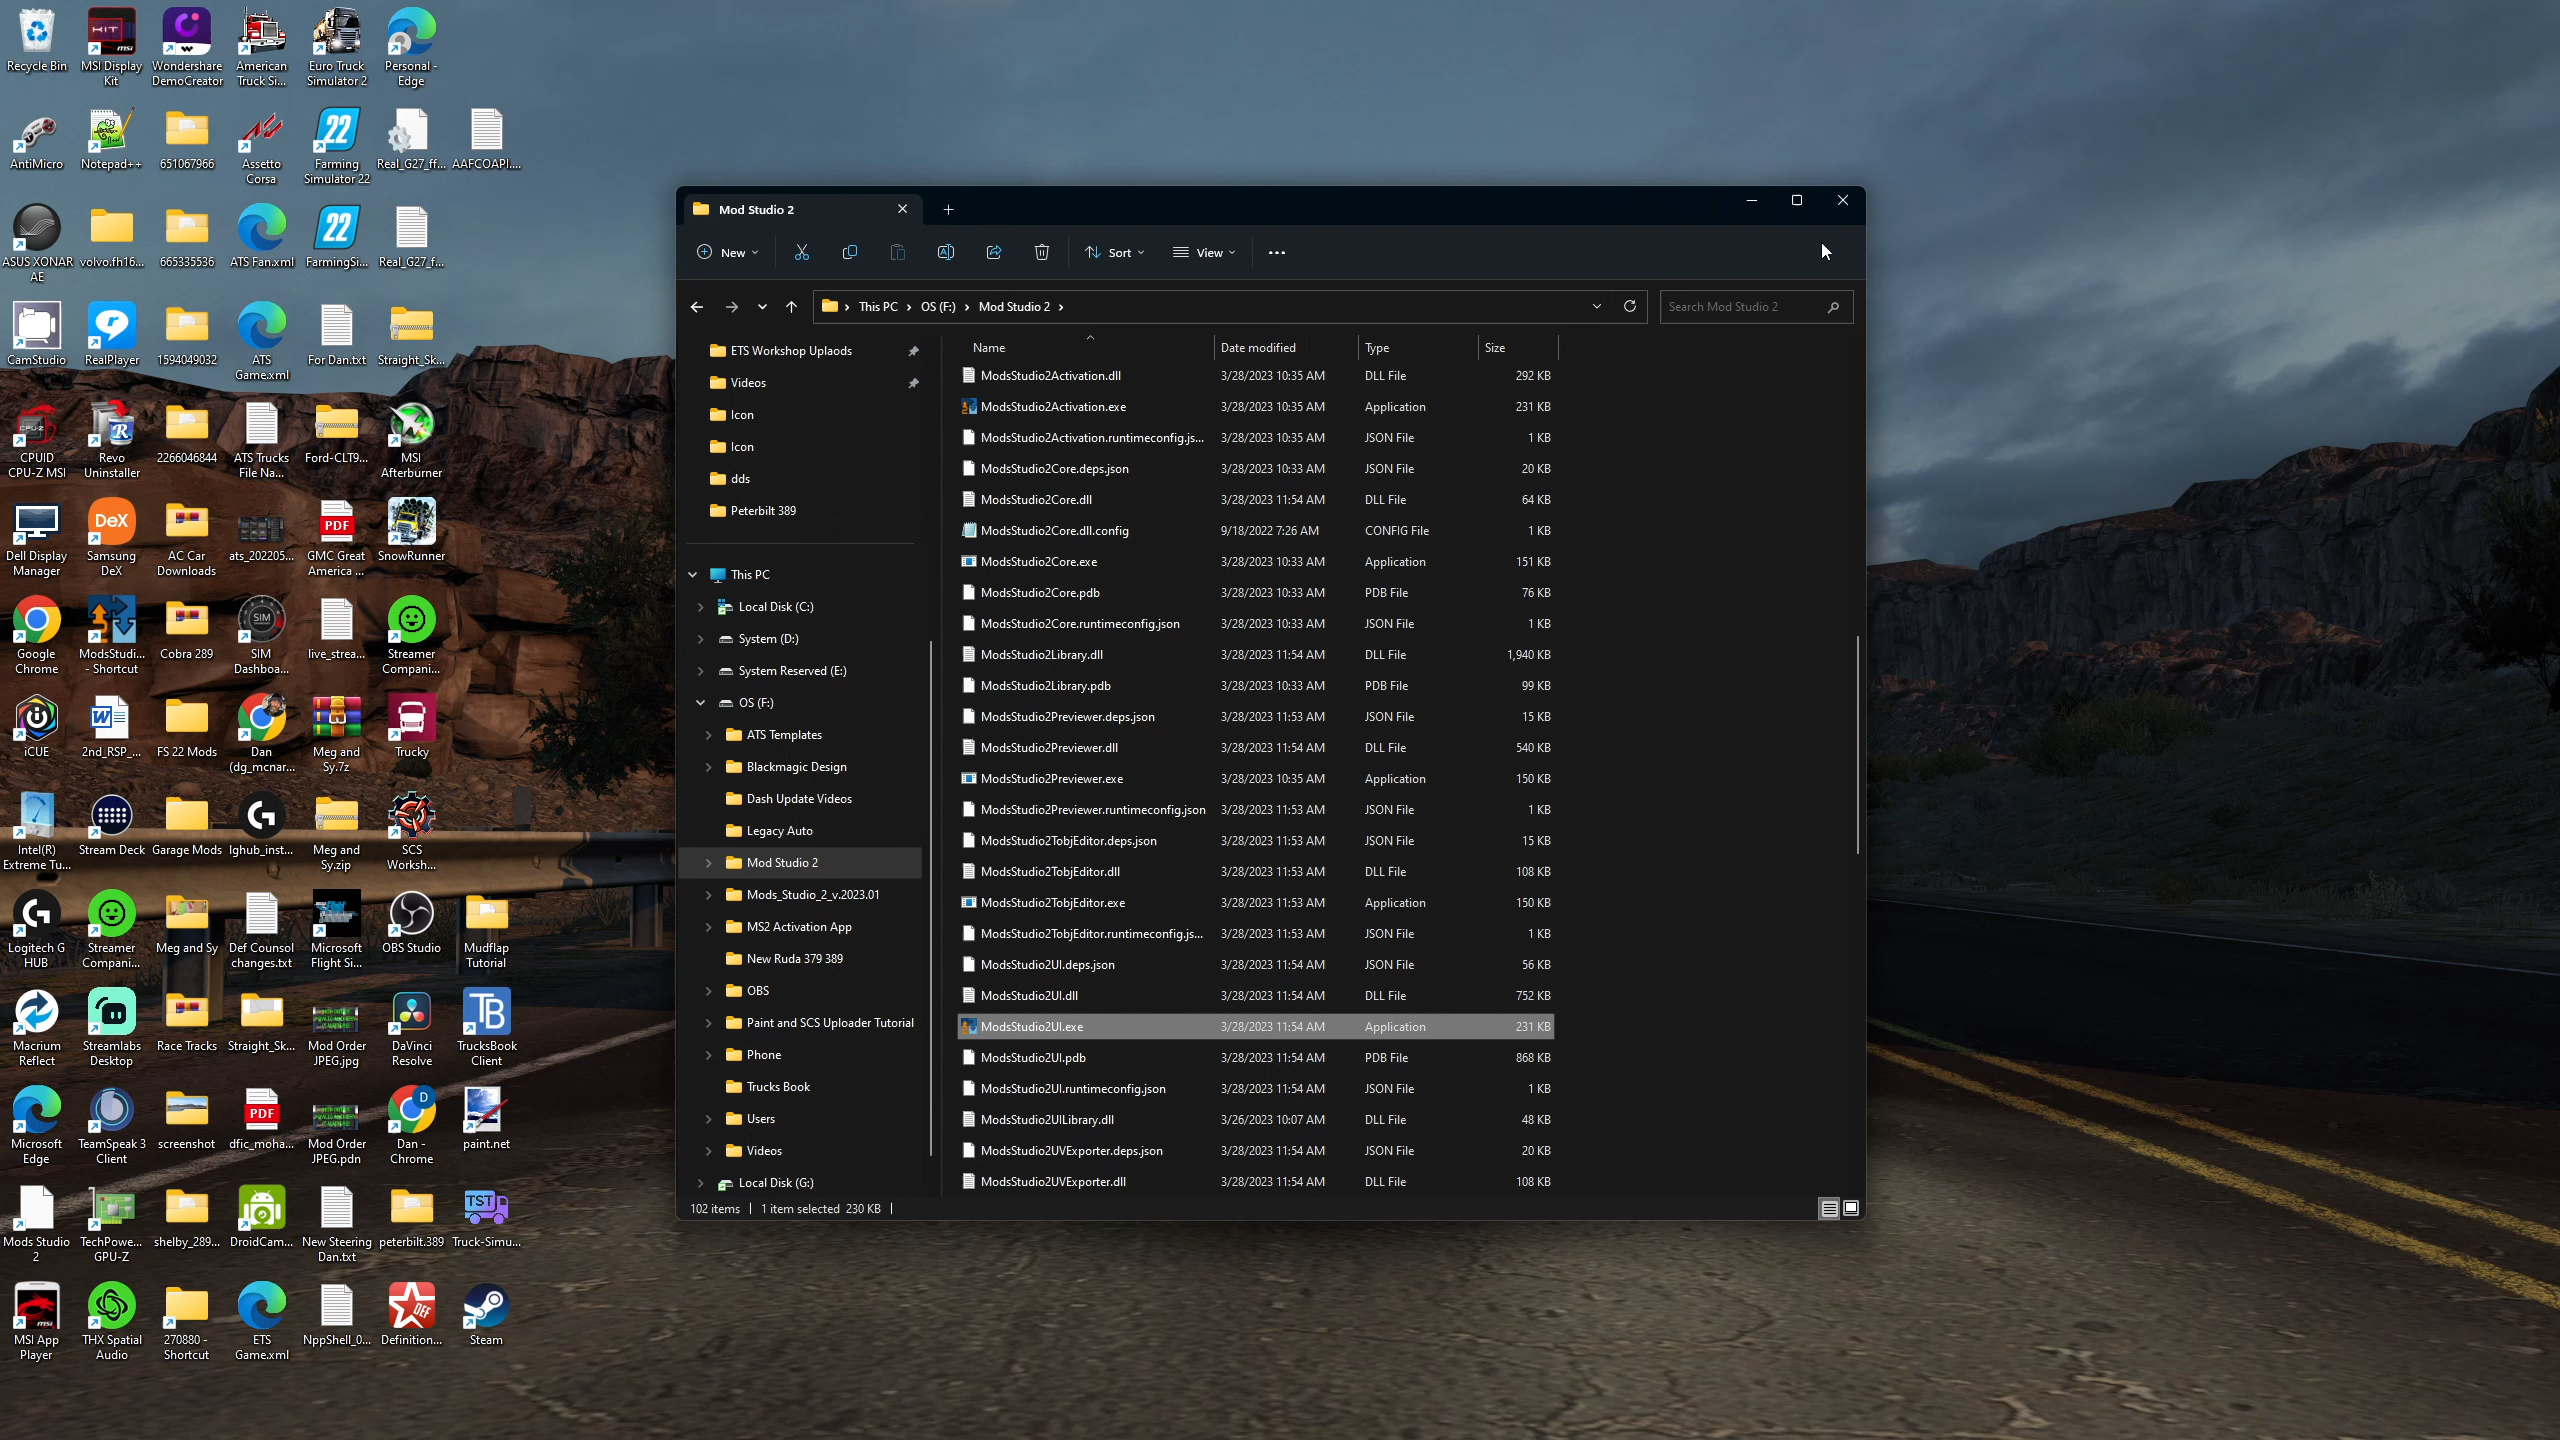 Recycle Bin
MSI Display
Kit
Wondershare
DemoCreator
American
Truck Si...
Euro Truck
Simulator 2
Personal -
Edge
AntiMicro
Notepad++
651067966
Assetto
Corsa
Farming
Simulator 22
Real_G27_ff...
AAFCOAPI....
ASUS XONAR
AE
volvo.fh16...
665335536
ATS Fan.xml
FarmingSi...
Real_G27_f...
CamStudio
RealPlayer
1594049032
ATS
Game.xml
For Dan.txt
Straight_Sk...
CPUID
CPU-Z MSI
Revo
Uninstaller
2266046844
ATS Trucks
File Na...
Ford-CLT9...
MSI
Afterburner
Dell Display
Manager
Samsung
DeX
AC Car
Downloads
ats_202205...
GMC Great
America ...
SnowRunner
Google
Chrome
ModsStudi...
- Shortcut
Cobra 289
SIM
Dashboa...
live_strea...
Streamer
Compani...
iCUE
2nd_RSP_...
FS 22 Mods
Dan
(dg_mcnar...
Meg and
Sy.7z
Trucky
Intel(R)
Extreme Tu...
Stream Deck
Garage Mods
lghub_inst...
Meg and
Sy.zip
SCS
Worksh...
Logitech G
HUB
Streamer
Compani...
Meg and Sy
Def Counsol
changes.txt
Microsoft
Flight Si...
OBS Studio
Mudflap
Tutorial
Macrium
Reflect
Streamlabs
Desktop
Race Tracks
Straight_Sk...
Mod Order
JPEG.jpg
DaVinci
Resolve
TrucksBook
Client
Microsoft
Edge
TeamSpeak 3
Client
screenshot
dfic_moha...
Mod Order
JPEG.pdn
Dan -
Chrome
paint.net
Mods Studio
2
TechPowe...
GPU-Z
shelby_289...
DroidCam...
New Steering
Dan.txt
peterbilt.389
Truck-Simu...
MSI App
Player
THX Spatial
Audio
270880 -
Shortcut
ETS
Game.xml
NppShell_0...
Definition...
Steam
Mod Studio 2
New
Sort
View
This PC > OS (F:) > Mod Studio 2 >
Search Mod Studio 2
ETS Workshop Uplaods
Videos
Icon
Icon
dds
Peterbilt 389
This PC
Local Disk (C:)
System (D:)
System Reserved (E:)
OS (F:)
ATS Templates
Blackmagic Design
Dash Update Videos
Legacy Auto
Mod Studio 2
Mods_Studio_2_v.2023.01
MS2 Activation App
New Ruda 379 389
OBS
Paint and SCS Uploader Tutorial
Phone
Trucks Book
Users
Videos
Local Disk (G:)
Name Date modified Type Size
ModsStudio2Activation.dll 3/28/2023 10:35 AM DLL File 292 KB
ModsStudio2Activation.exe 3/28/2023 10:35 AM Application 231 KB
ModsStudio2Activation.runtimeconfig.js... 3/28/2023 10:35 AM JSON File 1 KB
ModsStudio2Core.deps.json 3/28/2023 10:33 AM JSON File 20 KB
ModsStudio2Core.dll 3/28/2023 11:54 AM DLL File 64 KB
ModsStudio2Core.dll.config 9/18/2022 7:26 AM CONFIG File 1 KB
ModsStudio2Core.exe 3/28/2023 10:33 AM Application 151 KB
ModsStudio2Core.pdb 3/28/2023 10:33 AM PDB File 76 KB
ModsStudio2Core.runtimeconfig.json 3/28/2023 10:33 AM JSON File 1 KB
ModsStudio2Library.dll 3/28/2023 11:54 AM DLL File 1,940 KB
ModsStudio2Library.pdb 3/28/2023 10:33 AM PDB File 99 KB
ModsStudio2Previewer.deps.json 3/28/2023 11:53 AM JSON File 15 KB
ModsStudio2Previewer.dll 3/28/2023 11:54 AM DLL File 540 KB
ModsStudio2Previewer.exe 3/28/2023 10:35 AM Application 150 KB
ModsStudio2Previewer.runtimeconfig.json 3/28/2023 11:53 AM JSON File 1 KB
ModsStudio2TobjEditor.deps.json 3/28/2023 11:53 AM JSON File 15 KB
ModsStudio2TobjEditor.dll 3/28/2023 11:53 AM DLL File 108 KB
ModsStudio2TobjEditor.exe 3/28/2023 11:53 AM Application 150 KB
ModsStudio2TobjEditor.runtimeconfig.js... 3/28/2023 11:53 AM JSON File 1 KB
ModsStudio2UI.deps.json 3/28/2023 11:54 AM JSON File 56 KB
ModsStudio2UI.dll 3/28/2023 11:54 AM DLL File 752 KB
ModsStudio2UI.exe 3/28/2023 11:54 AM Application 231 KB
ModsStudio2UI.pdb 3/28/2023 11:54 AM PDB File 868 KB
ModsStudio2UI.runtimeconfig.json 3/28/2023 11:54 AM JSON File 1 KB
ModsStudio2UILibrary.dll 3/26/2023 10:07 AM DLL File 48 KB
ModsStudio2UVExporter.deps.json 3/28/2023 11:54 AM JSON File 20 KB
ModsStudio2UVExporter.dll 3/28/2023 11:54 AM DLL File 108 KB
102 items 1 item selected 230 KB